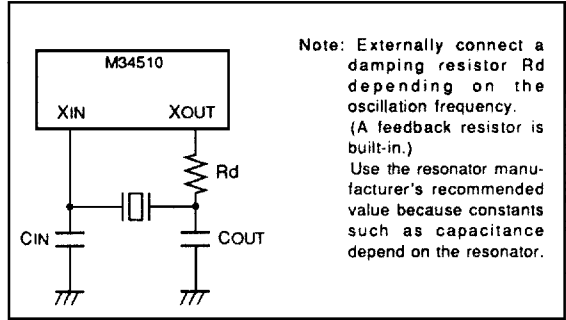 M34510
XIN XOUT
Rd
CIN COUT
Note: Externally connect a
damping resistor Rd
depending on the
oscillation frequency.
(A feedback resistor is
built-in.)
Use the resonator manu-
facturer's recommended
value because constants
such as capacitance
depend on the resonator.